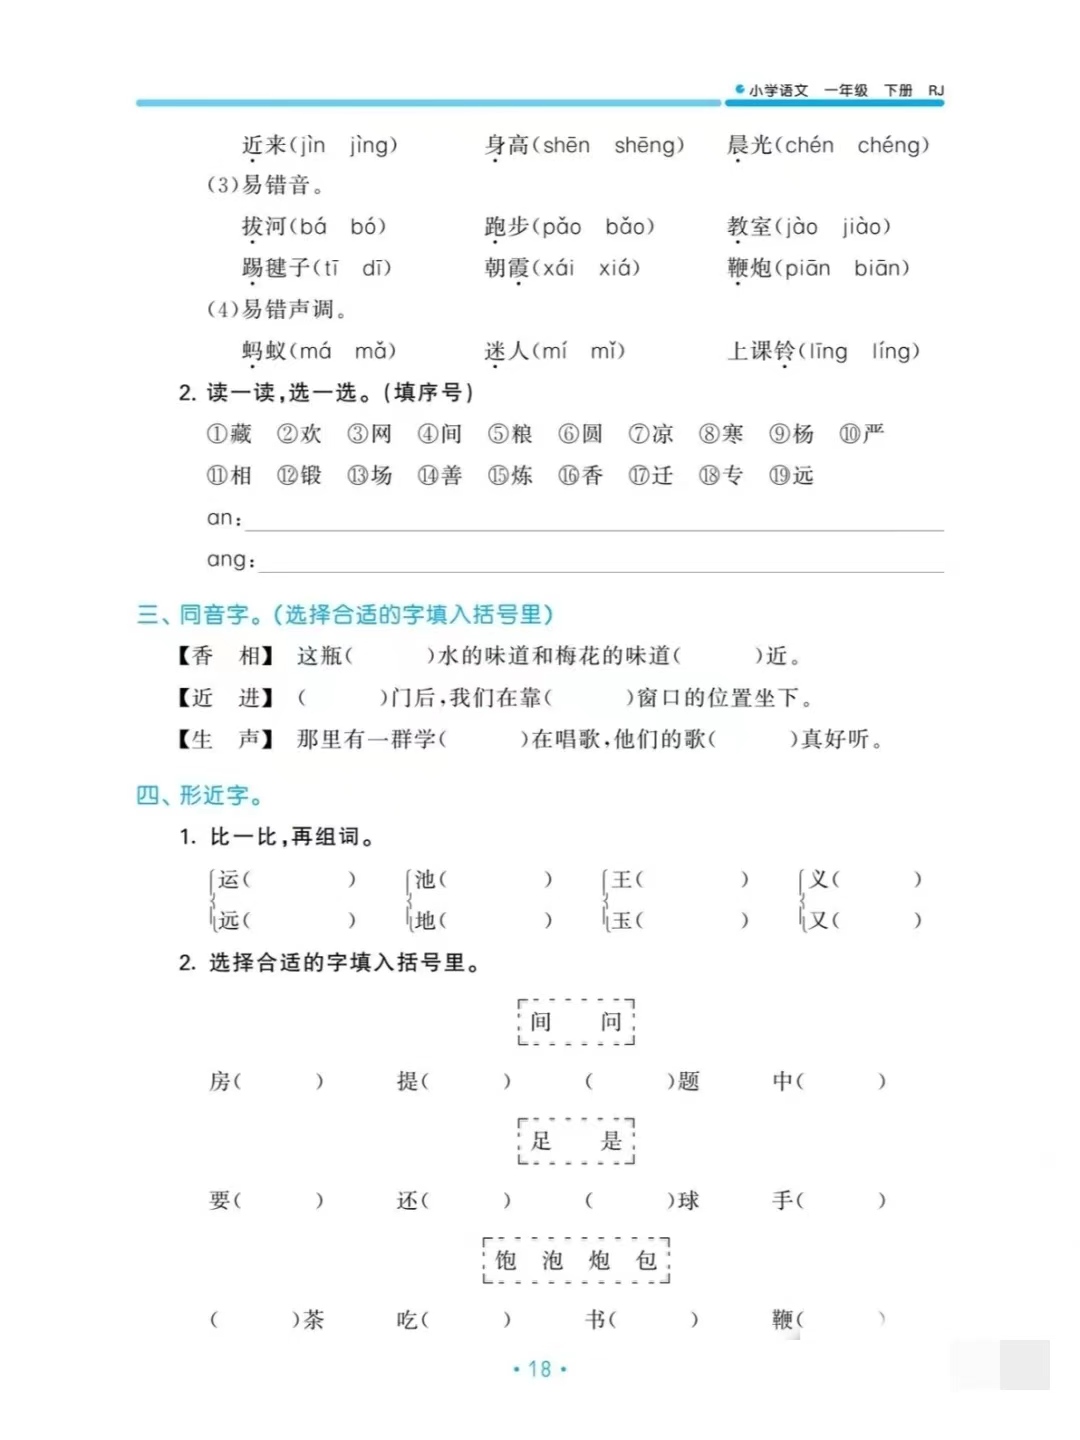 小学语文 一年级 下册 RJ
近来(jìn jìng) 身高(shēn shēng) 晨光(chén chéng)
(3)易错音。
拔河(bá bó) 跑步(pǎo bǎo) 教室(jào jiào)
踢毽子(tī dī) 朝霞(xái xiá) 鞭炮(piān biān)
(4)易错声调。
蚂蚁(má mǎ) 迷人(mí mǐ) 上课铃(līng líng)
2. 读一读,选一选。(填序号)
①藏 ②欢 ③网 ④间 ⑤粮 ⑥圆 ⑦凉 ⑧寒 ⑨杨 ⑩严
⑪相 ⑫锻 ⑬场 ⑭善 ⑮炼 ⑯香 ⑰迁 ⑱专 ⑲远
an:
ang:
三、同音字。(选择合适的字填入括号里)
【香 相】 这瓶( )水的味道和梅花的味道( )近。
【近 进】 ( )门后,我们在靠( )窗口的位置坐下。
【生 声】 那里有一群学( )在唱歌,他们的歌( )真好听。
四、形近字。
1. 比一比,再组词。
运( ) 池( ) 王( ) 义( )
远( ) 地( ) 玉( ) 又( )
2. 选择合适的字填入括号里。
间 问
房( ) 提( ) ( )题 中( )
足 是
要( ) 还( ) ( )球 手( )
饱 泡 炮 包
( )茶 吃( ) 书( ) 鞭( )
·18·